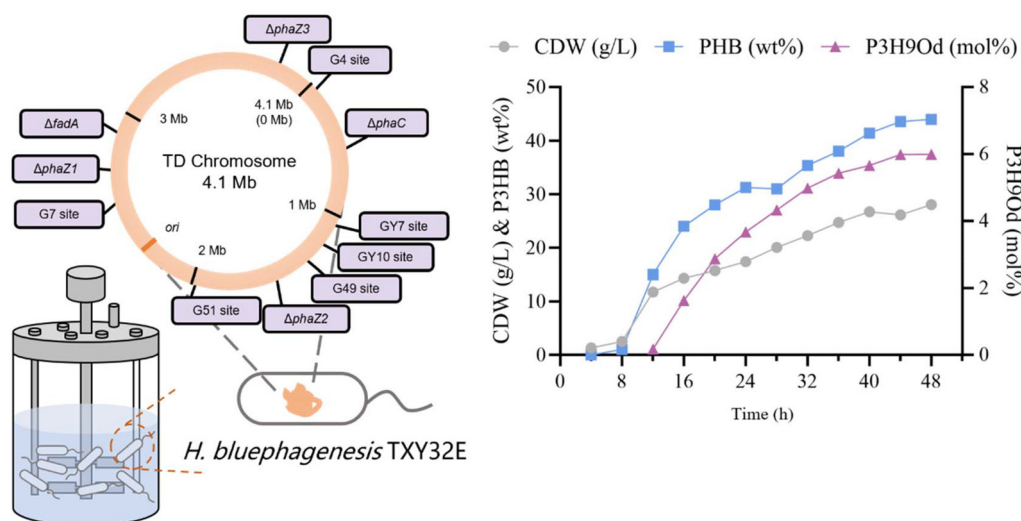 ΔphaZ3
G4 site
4.1 Mb
(0 Mb)
ΔphaC
3 Mb
ΔfadA
TD Chromosome
4.1 Mb
ΔphaZ1
G7 site
1 Mb
GY7 site
ori
2 Mb
GY10 site
G49 site
G51 site
ΔphaZ2
H. bluephagenesis TXY32E
CDW (g/L)
PHB (wt%)
P3H9Od (mol%)
CDW (g/L) & P3HB (wt%)
50
40
30
20
10
0
0
8
16
24
32
40
48
Time (h)
8
6
4
2
0
P3H9Od
(mol%)